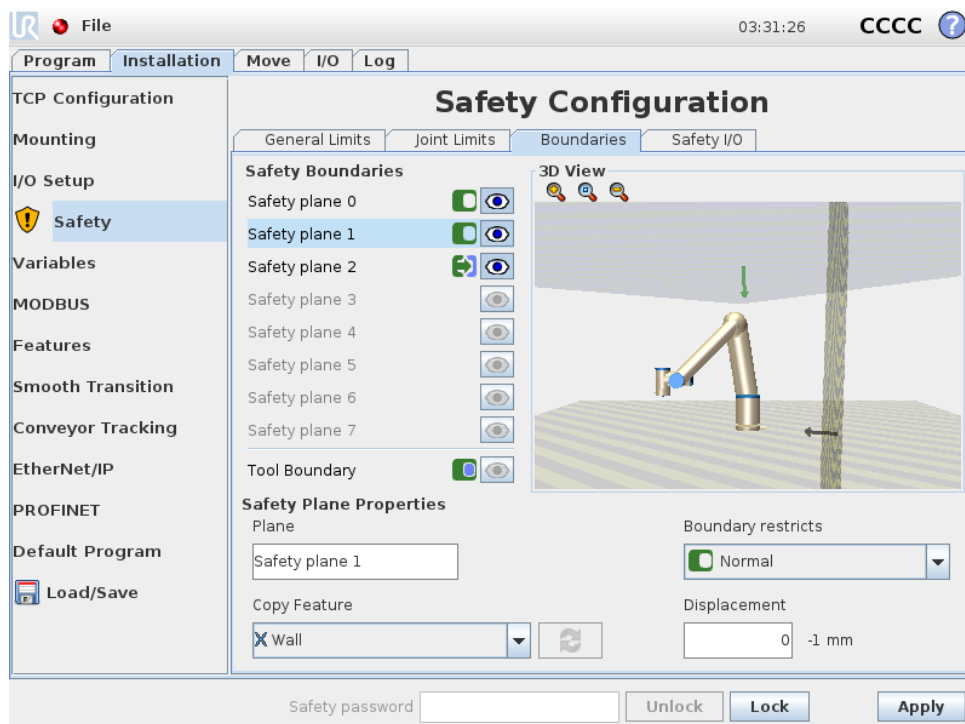 UR File 03:31:26 CCCC ?
Program Installation Move I/O Log
TCP Configuration
Mounting
I/O Setup
Safety
Variables
MODBUS
Features
Smooth Transition
Conveyor Tracking
EtherNet/IP
PROFINET
Default Program
Load/Save
Safety Configuration
General Limits Joint Limits Boundaries Safety I/O
Safety Boundaries
Safety plane 0
Safety plane 1
Safety plane 2
Safety plane 3
Safety plane 4
Safety plane 5
Safety plane 6
Safety plane 7
Tool Boundary
3D View
Safety Plane Properties
Plane
Safety plane 1
Copy Feature
Wall
Boundary restricts
Normal
Displacement
0 -1 mm
Safety password Unlock Lock Apply